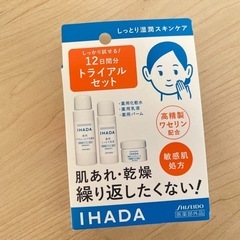 しっとり湿潤スキンケア
しっかり試せる!
12日間分
トライアル
セット
・薬用化粧水
・薬用乳液
・薬用バーム
高精製
ワセリン
配合
敏感肌
処方
肌あれ・乾燥
繰り返したくない!
IHADA
SHISEIDO
医薬部外品